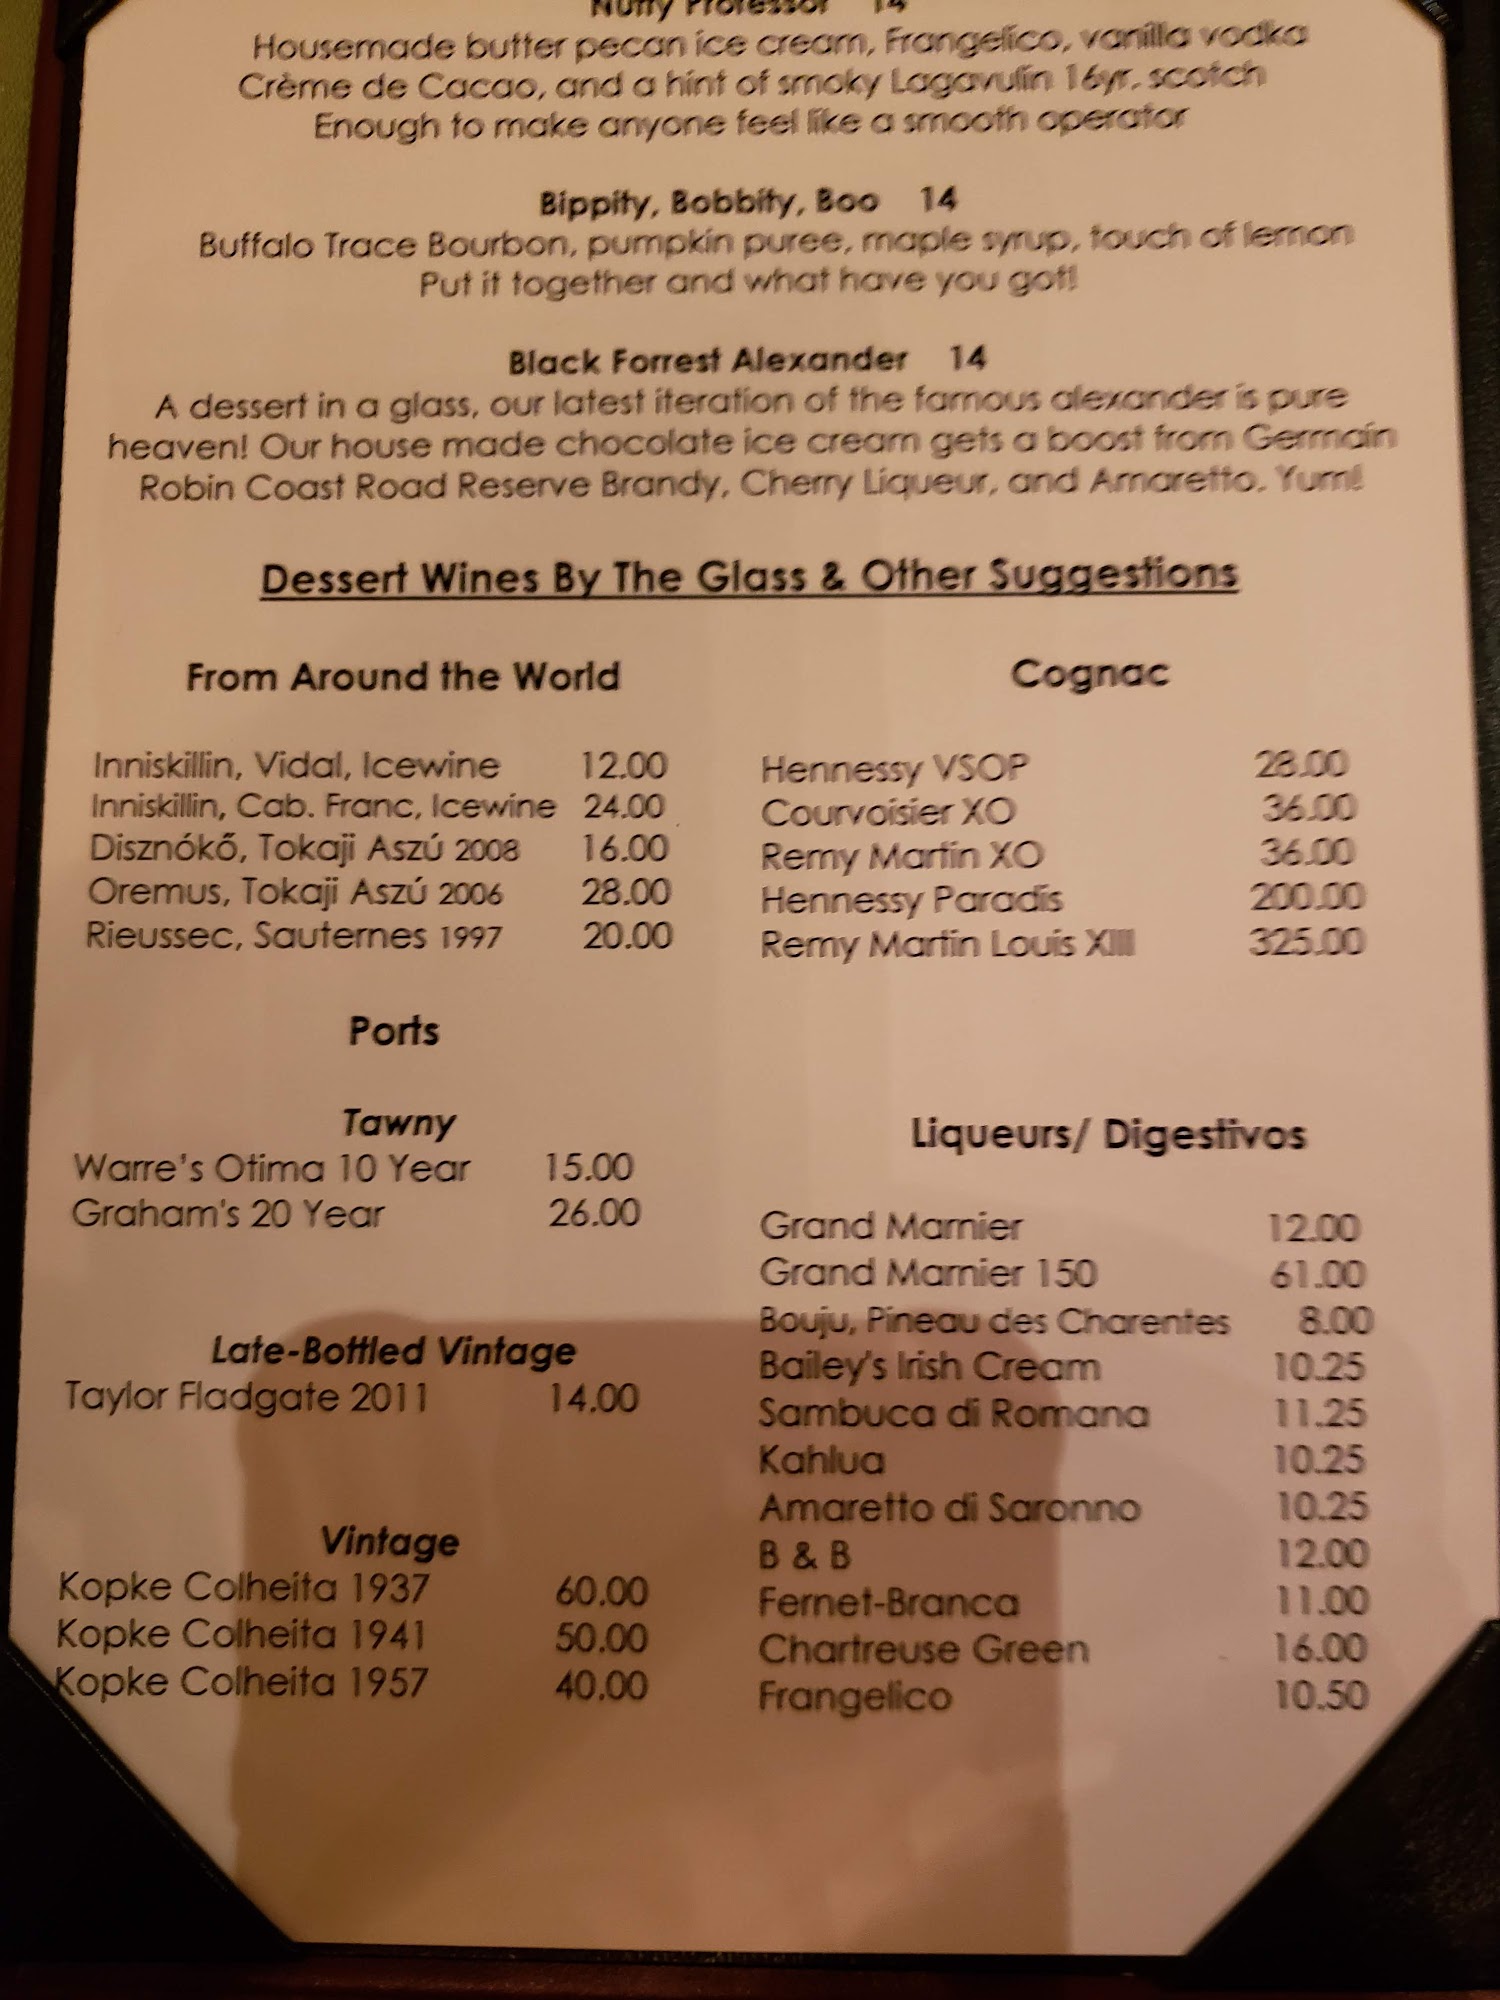 Nutty Professor 14
Housemade butter pecan ice cream, Frangelico, vanilla vodka
Crème de Cacao, and a hint of smoky Lagavulin 16yr. scotch
Enough to make anyone feel like a smooth operator
Bippity, Bobbity, Boo 14
Buffalo Trace Bourbon, pumpkin puree, maple syrup, touch of lemon
Put it together and what have you got!
Black Forrest Alexander 14
A dessert in a glass, our latest iteration of the famous alexander is pure
heaven! Our house made chocolate ice cream gets a boost from Germain
Robin Coast Road Reserve Brandy, Cherry Liqueur, and Amaretto. Yum!
Dessert Wines By The Glass & Other Suggestions
From Around the World
Inniskillin, Vidal, Icewine 12.00
Inniskillin, Cab. Franc, Icewine 24.00
Disznókő, Tokaji Aszú 2008 16.00
Oremus, Tokaji Aszú 2006 28.00
Rieussec, Sauternes 1997 20.00
Ports
Tawny
Warre's Otima 10 Year 15.00
Graham's 20 Year 26.00
Late-Bottled Vintage
Taylor Fladgate 2011 14.00
Vintage
Kopke Colheita 1937 60.00
Kopke Colheita 1941 50.00
Kopke Colheita 1957 40.00
Cognac
Hennessy VSOP 28.00
Courvoisier XO 36.00
Remy Martin XO 36.00
Hennessy Paradis 200.00
Remy Martin Louis XIII 325.00
Liqueurs/ Digestivos
Grand Marnier 12.00
Grand Marnier 150 61.00
Bouju, Pineau des Charentes 8.00
Bailey's Irish Cream 10.25
Sambuca di Romana 11.25
Kahlua 10.25
Amaretto di Saronno 10.25
B & B 12.00
Fernet-Branca 11.00
Chartreuse Green 16.00
Frangelico 10.50